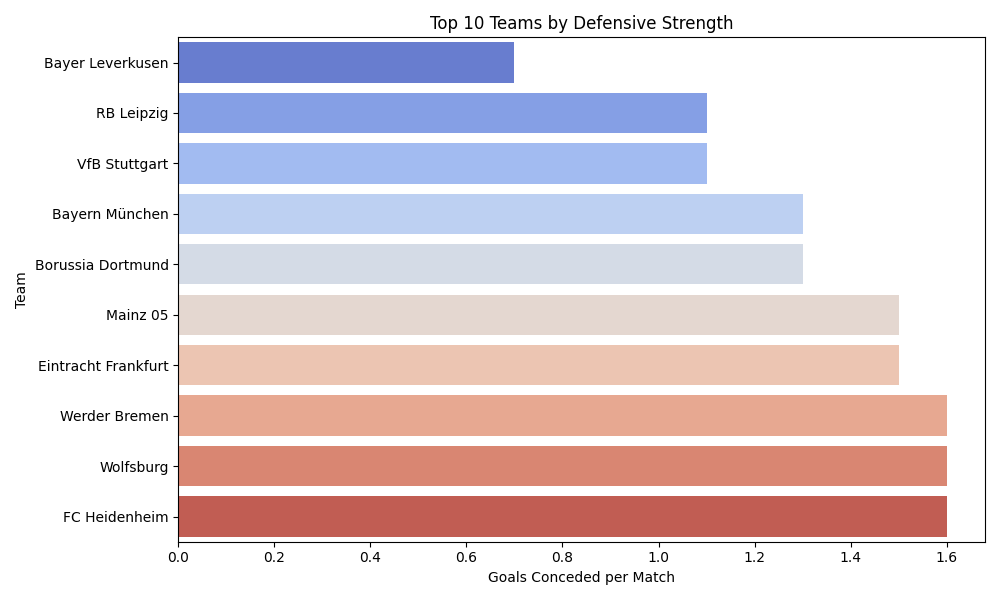 Top 10 Teams by Defensive Strength
Team
Bayer Leverkusen
RB Leipzig
VfB Stuttgart
Bayern München
Borussia Dortmund
Mainz 05
Eintracht Frankfurt
Werder Bremen
Wolfsburg
FC Heidenheim
0.0 0.2 0.4 0.6 0.8 1.0 1.2 1.4 1.6
Goals Conceded per Match